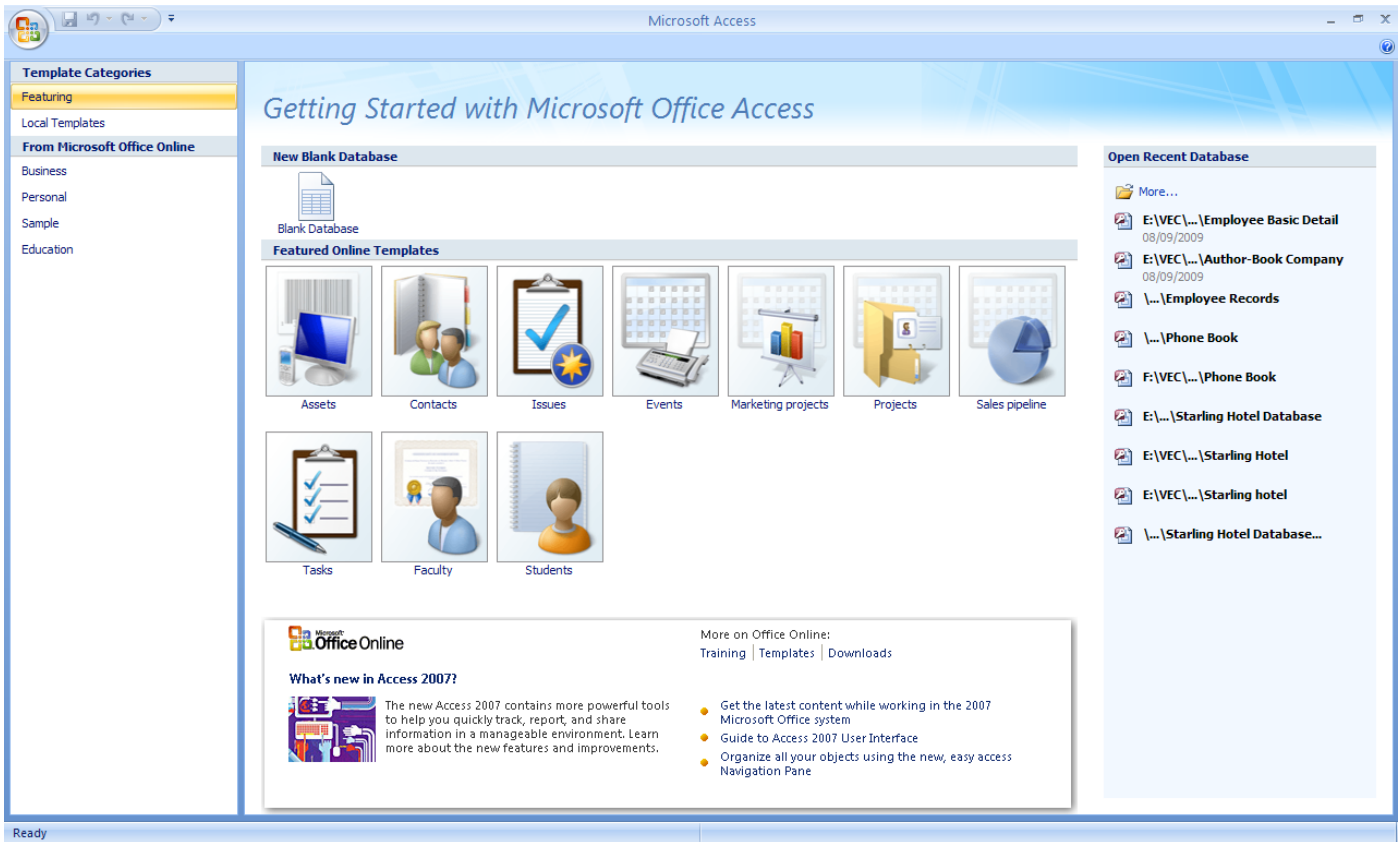 Microsoft Access
Template Categories
Featuring
Local Templates
From Microsoft Office Online
Business
Personal
Sample
Education
Getting Started with Microsoft Office Access
New Blank Database
Blank Database
Featured Online Templates
Assets
Contacts
Issues
Events
Marketing projects
Projects
Sales pipeline
Tasks
Faculty
Students
Microsoft
Office Online
What's new in Access 2007?
The new Access 2007 contains more powerful tools
to help you quickly track, report, and share
information in a manageable environment. Learn
more about the new features and improvements.
More on Office Online:
Training | Templates | Downloads
Get the latest content while working in the 2007
Microsoft Office system
Guide to Access 2007 User Interface
Organize all your objects using the new, easy access
Navigation Pane
Open Recent Database
More...
E:\VEC\...\Employee Basic Detail
08/09/2009
E:\VEC\...\Author-Book Company
08/09/2009
\...\Employee Records
\...\Phone Book
F:\VEC\...\Phone Book
E:\...\Starling Hotel Database
E:\VEC\...\Starling Hotel
E:\VEC\...\Starling hotel
\...\Starling Hotel Database...
Ready